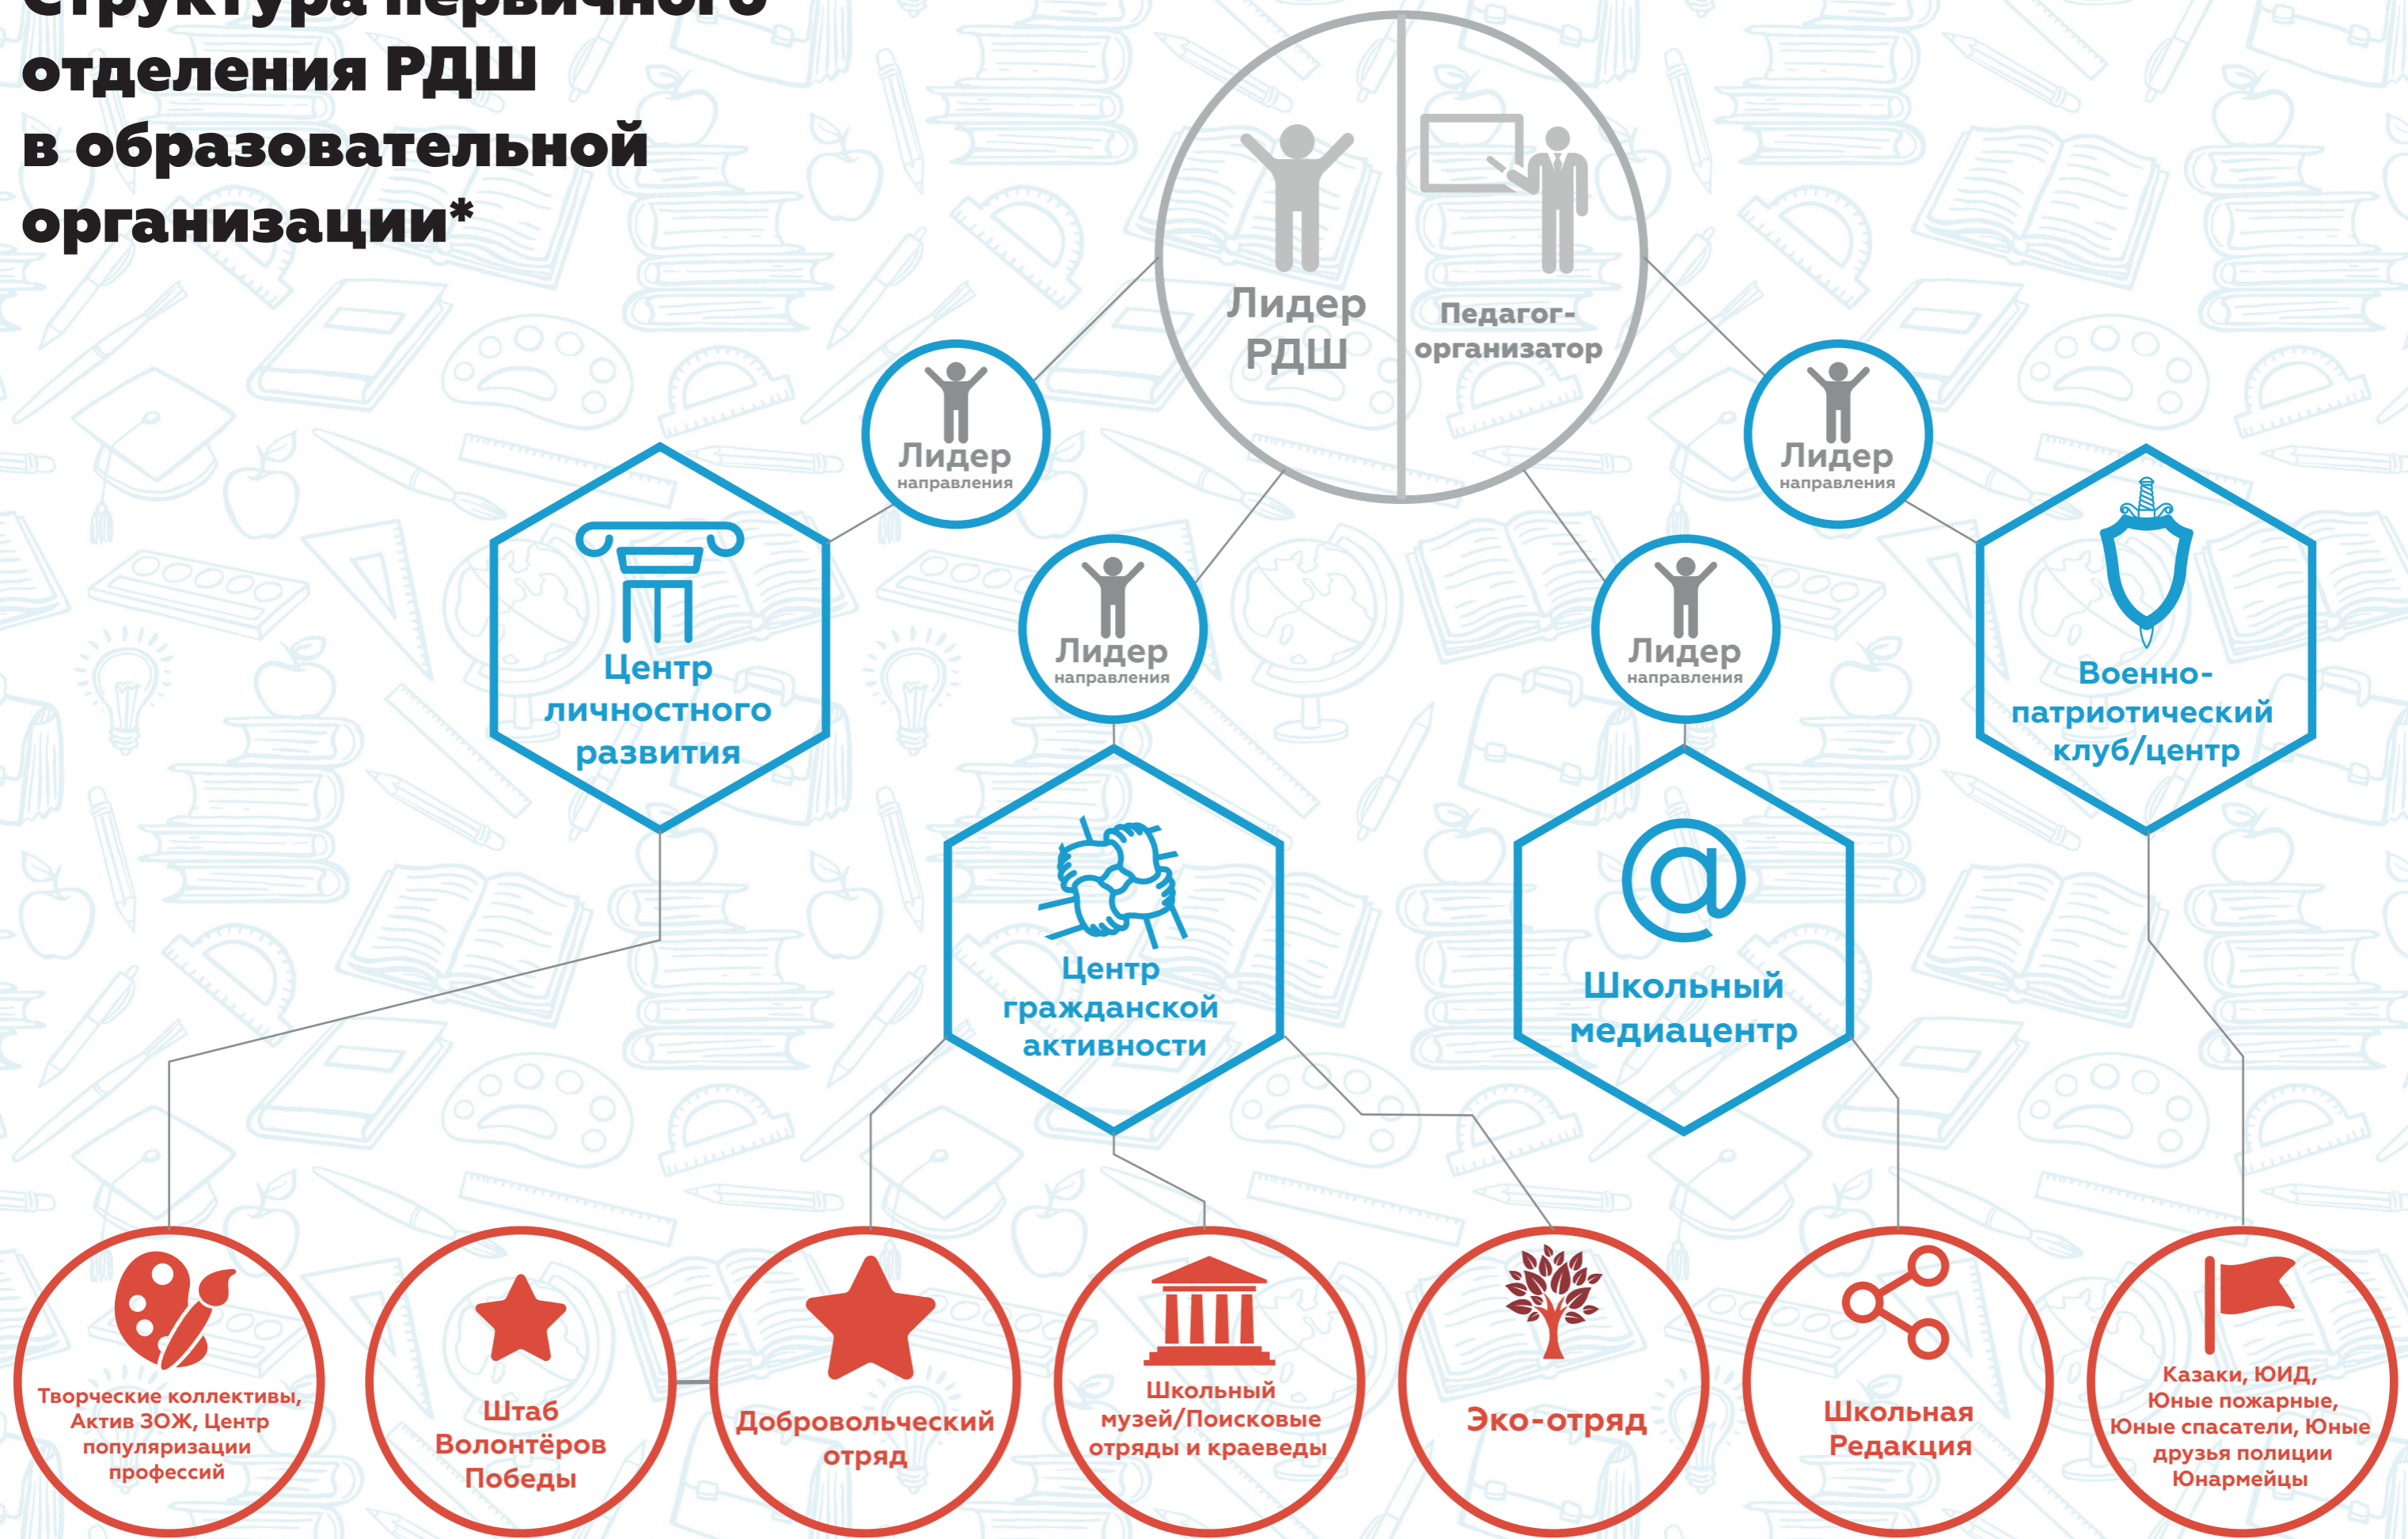 Структура первичного
отделения РДШ
в образовательной
организации*
Лидер
РДШ
Педагог-
организатор
Лидер
направления
Лидер
направления
Лидер
направления
Лидер
направления
Центр
личностного
развития
Центр
гражданской
активности
Школьный
медиацентр
Военно-
патриотический
клуб/центр
Творческие коллективы,
Актив ЗОЖ, Центр
популяризации
профессий
Штаб
Волонтёров
Победы
Добровольческий
отряд
Школьный
музей/Поисковые
отряды и краеведы
Эко-отряд
Школьная
Редакция
Казаки, ЮИД,
Юные пожарные,
Юные спасатели, Юные
друзья полиции
Юнармейцы